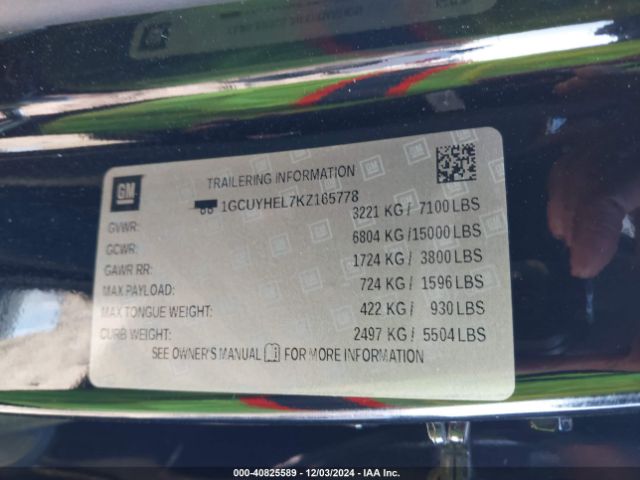 GM
TRAILERING INFORMATION
1GCUYHEL7KZ165778
GVWR: 3221 KG / 7100 LBS
GCWR: 6804 KG / 15000 LBS
GAWR RR: 1724 KG / 3800 LBS
MAX PAYLOAD: 724 KG / 1596 LBS
MAX TONGUE WEIGHT: 422 KG / 930 LBS
CURB WEIGHT: 2497 KG / 5504 LBS
SEE OWNER'S MANUAL FOR MORE INFORMATION
000-40825589 - 12/03/2024 - IAA Inc.